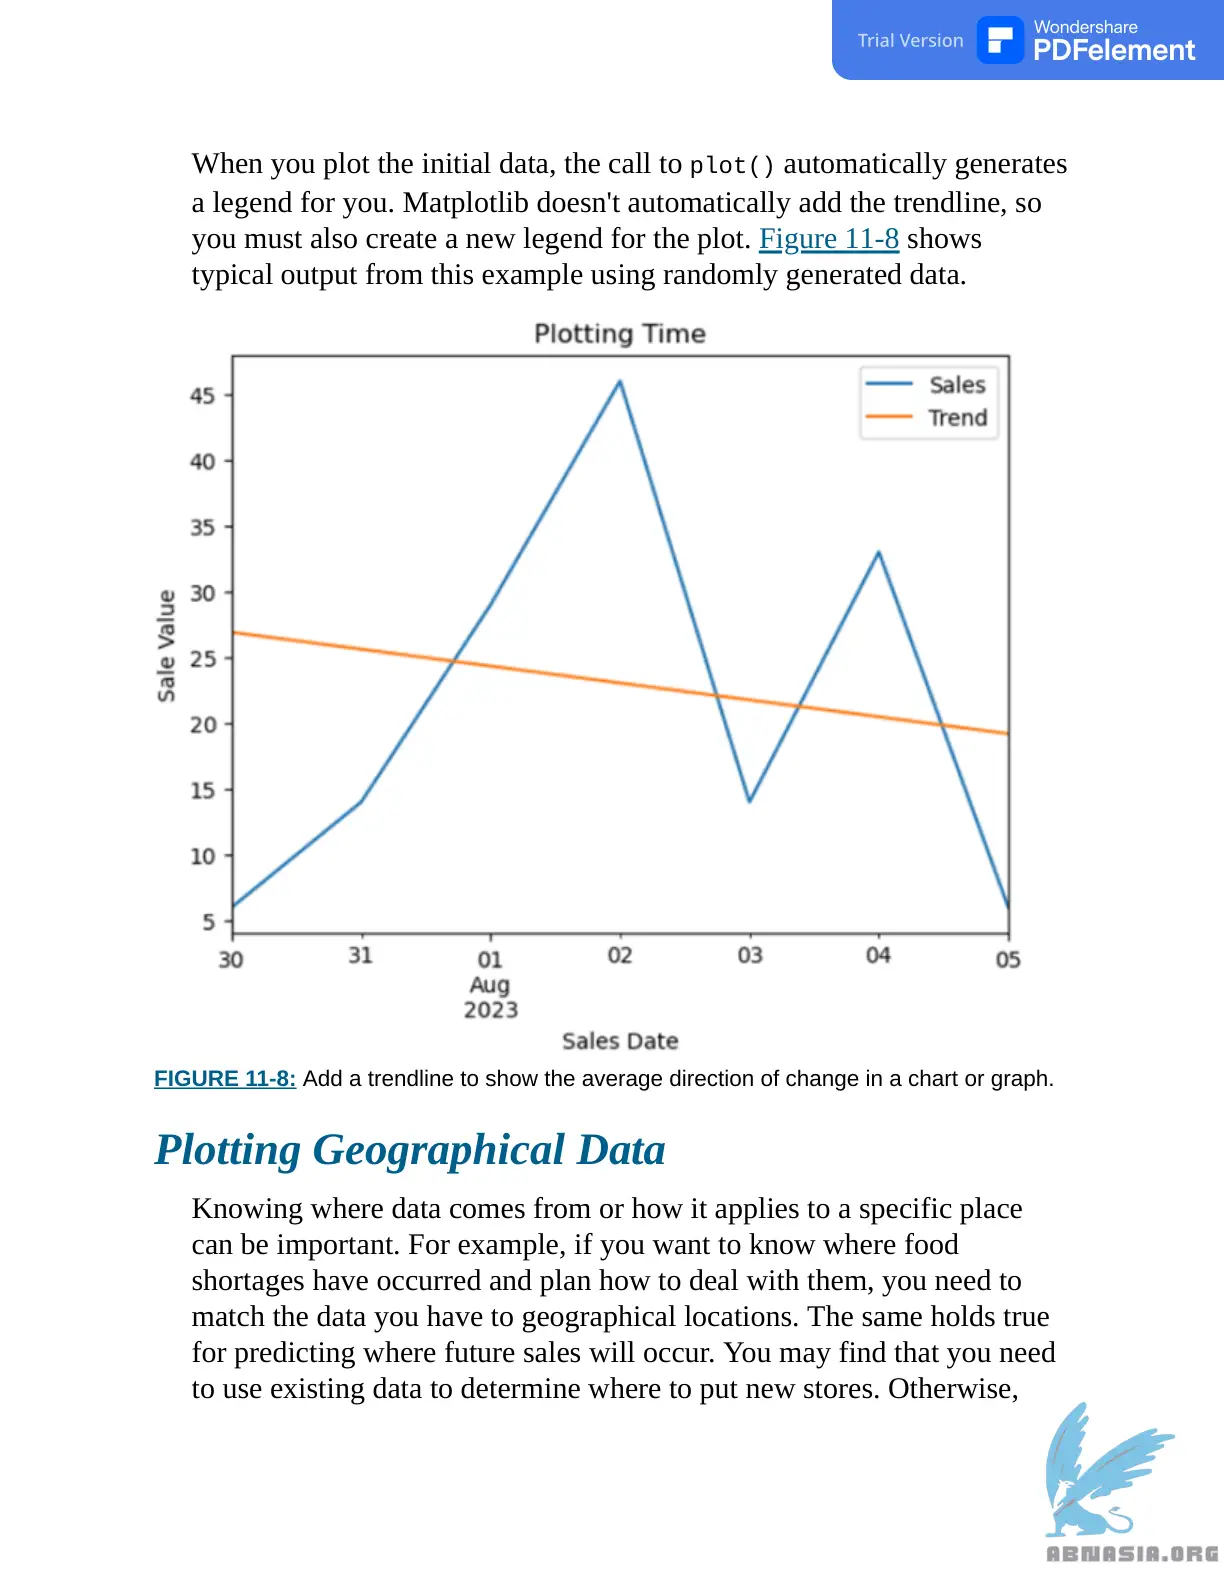 Trial Version
Wondershare
PDFelement
When you plot the initial data, the call to plot() automatically generates
a legend for you. Matplotlib doesn't automatically add the trendline, so
you must also create a new legend for the plot. Figure 11-8 shows
typical output from this example using randomly generated data.
Plotting Time
Sales
Trend
45
40
35
30
25
20
15
10
5
Sale Value
30 31 01 02 03 04 05
Aug
2023
Sales Date
FIGURE 11-8: Add a trendline to show the average direction of change in a chart or graph.
Plotting Geographical Data
Knowing where data comes from or how it applies to a specific place
can be important. For example, if you want to know where food
shortages have occurred and plan how to deal with them, you need to
match the data you have to geographical locations. The same holds true
for predicting where future sales will occur. You may find that you need
to use existing data to determine where to put new stores. Otherwise,
ABNASIA.ORG